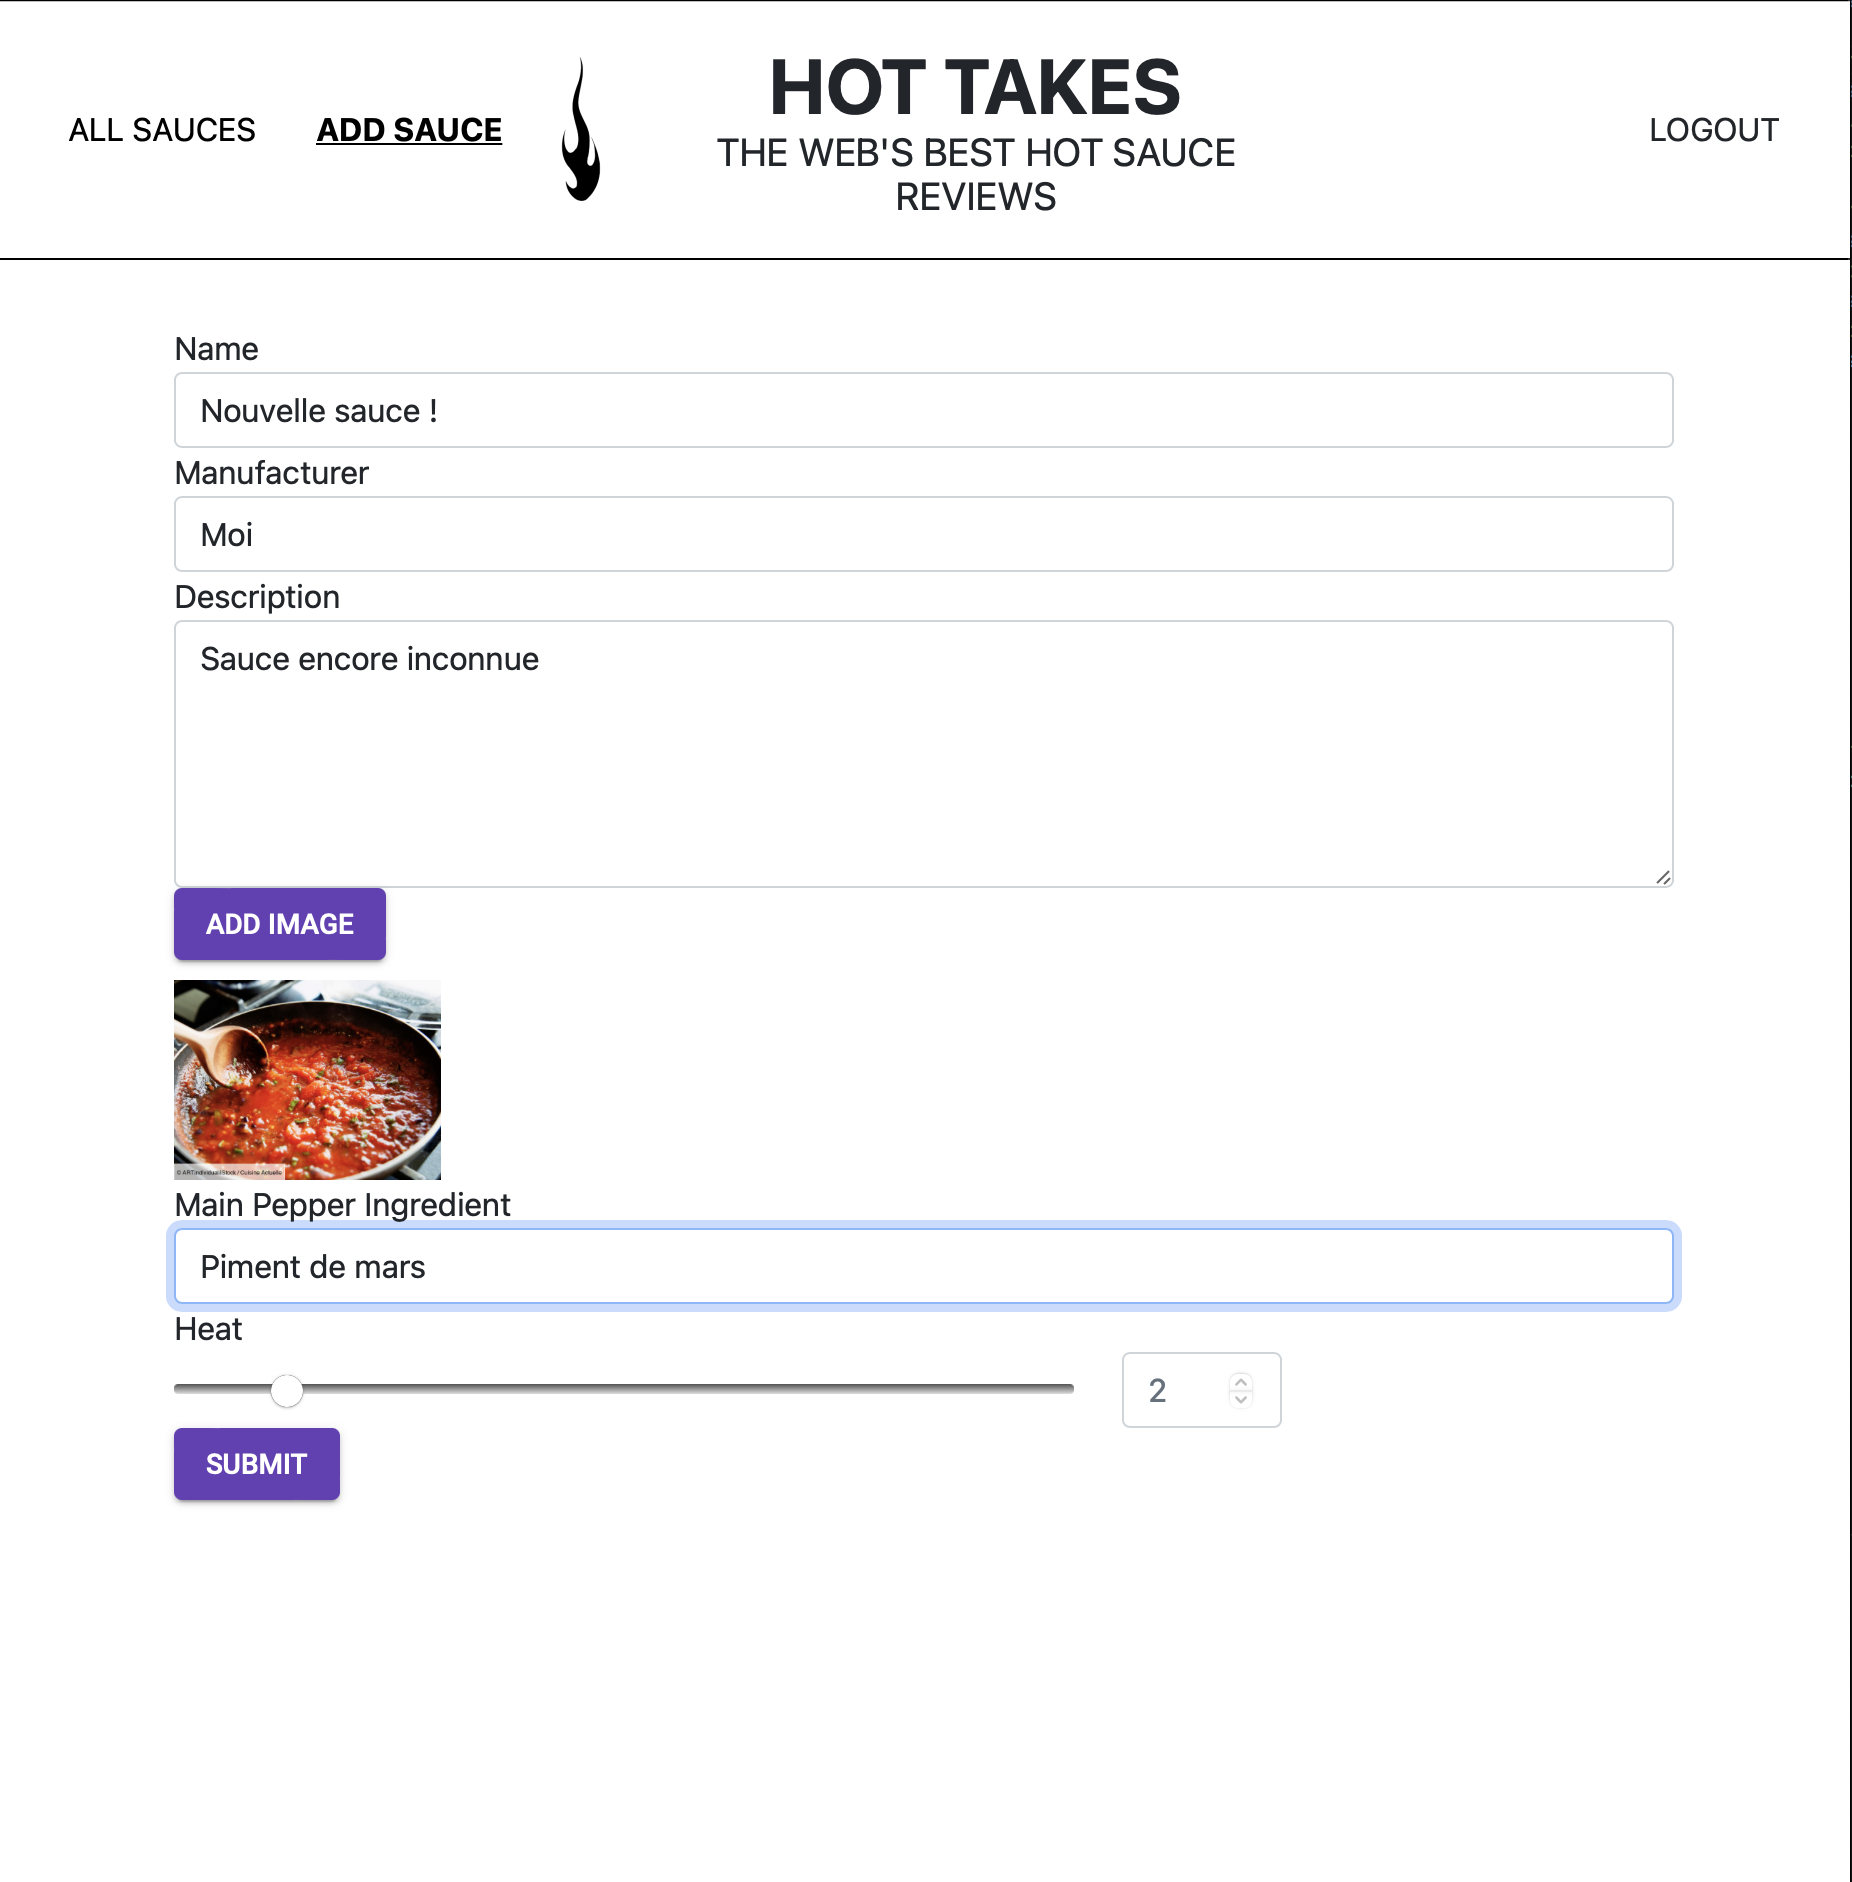 ALL SAUCES
ADD SAUCE
HOT TAKES
THE WEB'S BEST HOT SAUCE
REVIEWS
LOGOUT
Name
Nouvelle sauce !
Manufacturer
Moi
Description
Sauce encore inconnue
ADD IMAGE
Main Pepper Ingredient
Piment de mars
Heat
2
SUBMIT